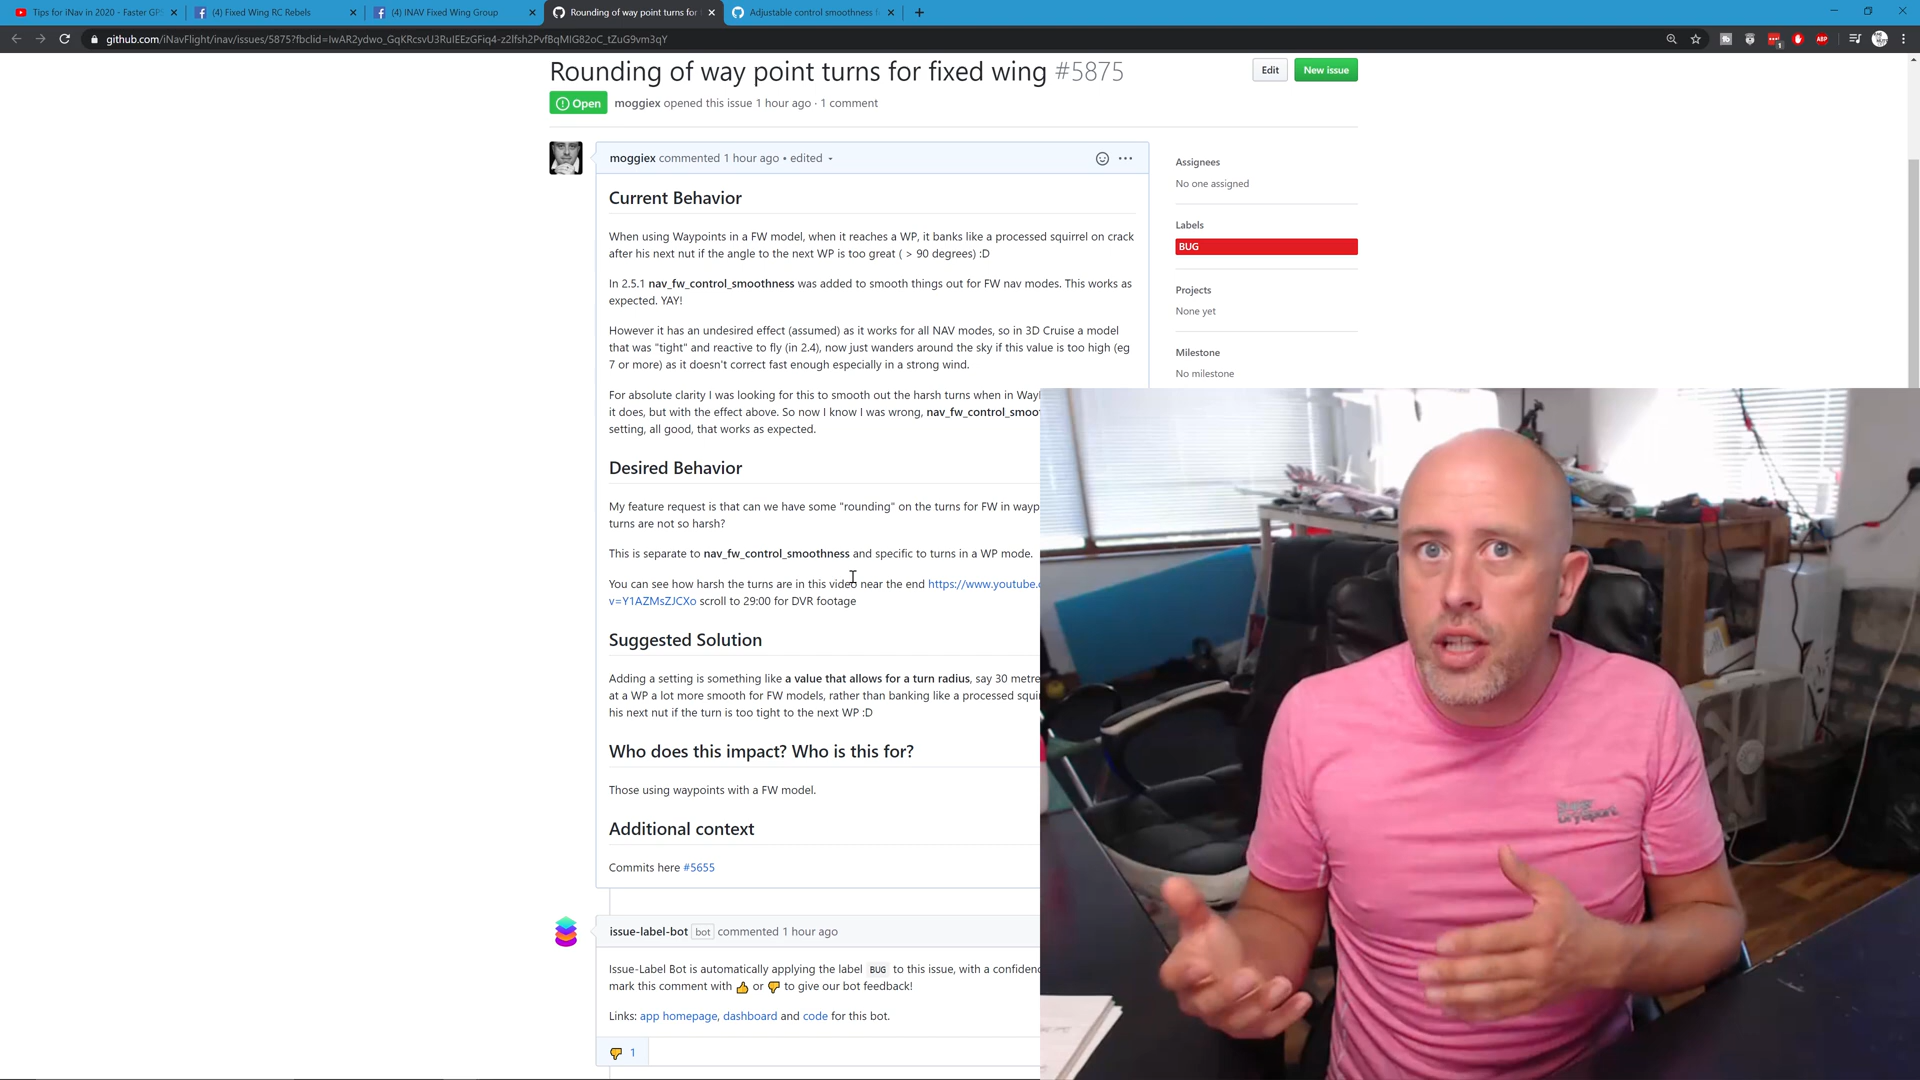 Tips for iNav in 2020 - Faster GP
(4) Fixed Wing RC Rebels
(4) INAV Fixed Wing Group
Rounding of way point turns for
Adjustable control smoothness f
github.com/iNavFlight/inav/issues/5875?fbclid=IwAR2ydwo_GqKRcsvU3RuIEEzGFiq4-z2lfsh2PvfBqMIG82oC_tZuG9vm3qY
ABP
Rounding of way point turns for fixed wing #5875
Edit
New issue
Open
moggiex opened this issue 1 hour ago · 1 comment
moggiex commented 1 hour ago • edited
Current Behavior
When using Waypoints in a FW model, when it reaches a WP, it banks like a processed squirrel on crack
after his next nut if the angle to the next WP is too great ( > 90 degrees) :D
In 2.5.1 nav_fw_control_smoothness was added to smooth things out for FW nav modes. This works as
expected. YAY!
However it has an undesired effect (assumed) as it works for all NAV modes, so in 3D Cruise a model
that was "tight" and reactive to fly (in 2.4), now just wanders around the sky if this value is too high (eg
7 or more) as it doesn't correct fast enough especially in a strong wind.
For absolute clarity I was looking for this to smooth out the harsh turns when in Way
it does, but with the effect above. So now I know I was wrong, nav_fw_control_smoo
setting, all good, that works as expected.
Desired Behavior
My feature request is that can we have some "rounding" on the turns for FW in wayp
turns are not so harsh?
This is separate to nav_fw_control_smoothness and specific to turns in a WP mode.
You can see how harsh the turns are in this video near the end https://www.youtube.
v=Y1AZMsZJCXo scroll to 29:00 for DVR footage
Suggested Solution
Adding a setting is something like a value that allows for a turn radius, say 30 metre
at a WP a lot more smooth for FW models, rather than banking like a processed squi
his next nut if the turn is too tight to the next WP :D
Who does this impact? Who is this for?
Those using waypoints with a FW model.
Additional context
Commits here #5655
issue-label-bot bot commented 1 hour ago
Issue-Label Bot is automatically applying the label BUG to this issue, with a confidenc
mark this comment with 👍 or 👎 to give our bot feedback!
Links: app homepage, dashboard and code for this bot.
👎 1
Assignees
No one assigned
Labels
BUG
Projects
None yet
Milestone
No milestone